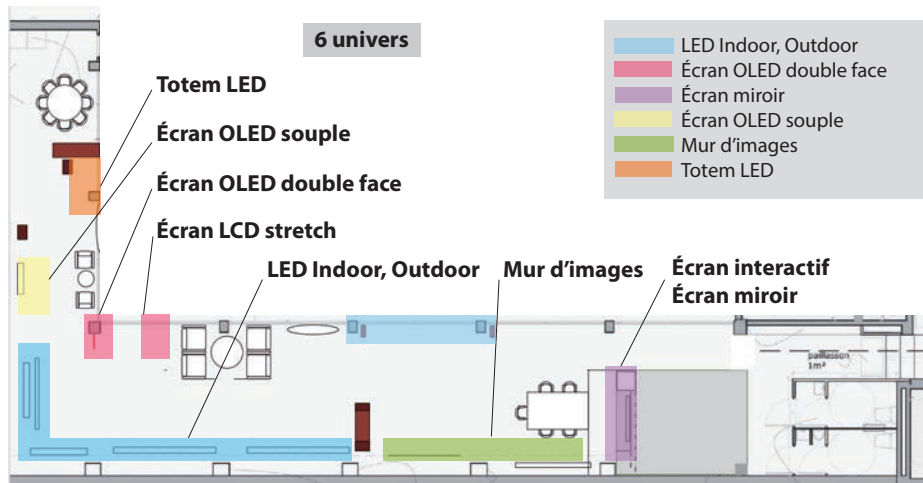 6 univers
LED Indoor, Outdoor
Écran OLED double face
Écran miroir
Écran OLED souple
Mur d'images
Totem LED
Totem LED
Écran OLED souple
Écran OLED double face
Écran LCD stretch
LED Indoor, Outdoor
Mur d'images
Écran interactif
Écran miroir
paillasson
1m²